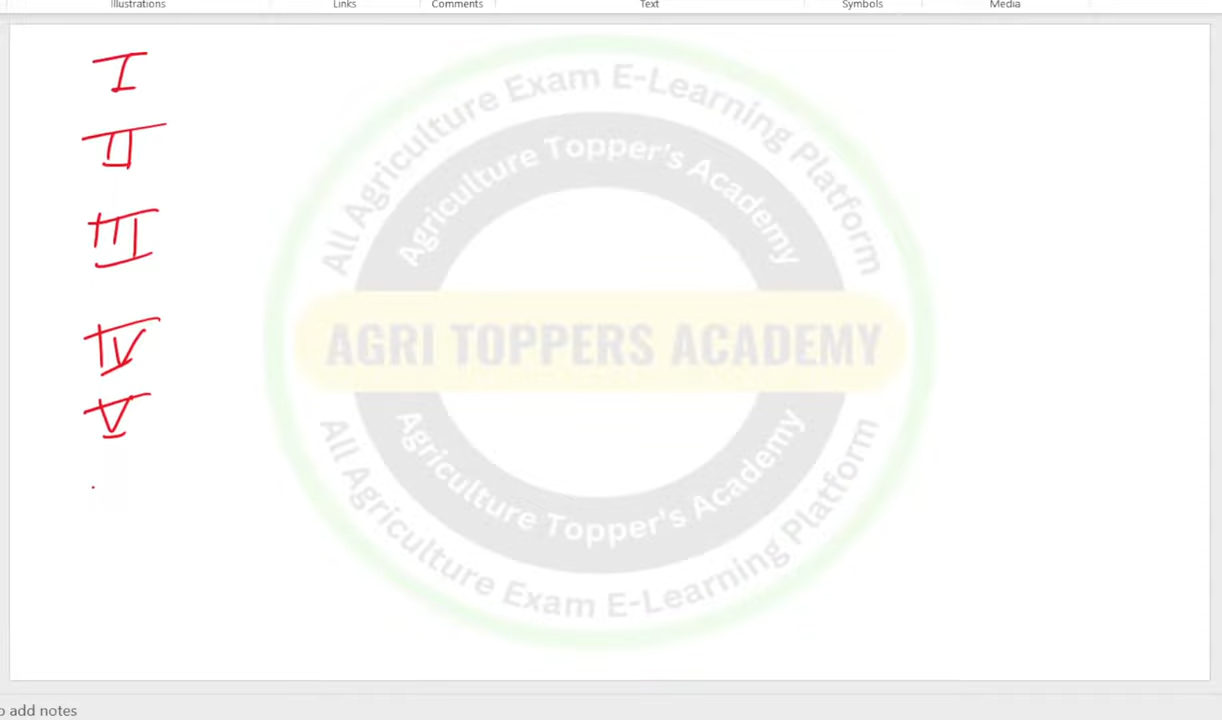 Illustrations Links Comments Text Symbols Media
I
II
III
IV
V
All Agriculture Exam E-Learning Platform
Agriculture Topper's Academy
AGRI TOPPERS ACADEMY
Agriculture Topper's Academy
All Agriculture Exam E-Learning Platform
add notes